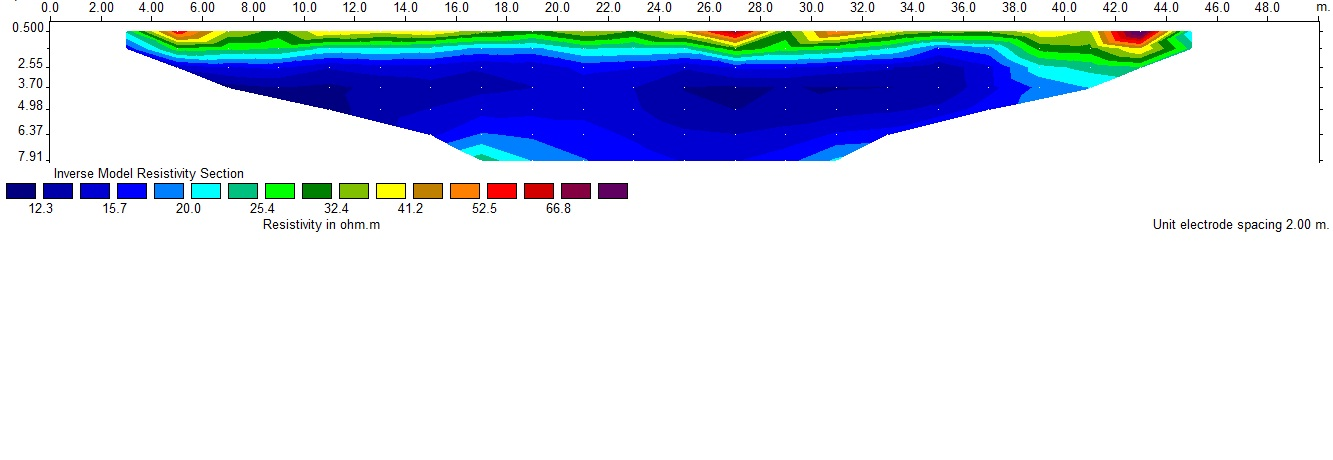 0.0 2.00 4.00 6.00 8.00 10.0 12.0 14.0 16.0 18.0 20.0 22.0 24.0 26.0 28.0 30.0 32.0 34.0 36.0 38.0 40.0 42.0 44.0 46.0 48.0 m.
0.500
2.55
3.70
4.98
6.37
7.91
Inverse Model Resistivity Section
12.3 15.7 20.0 25.4 32.4 41.2 52.5 66.8
Resistivity in ohm.m
Unit electrode spacing 2.00 m.